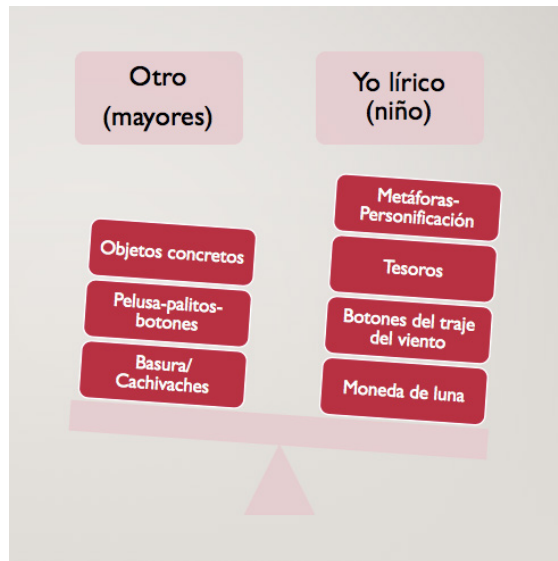 Otro
(mayores)
Yo lírico
(niño)
Objetos concretos
Pelusa-palitos-
botones
Basura/
Cachivaches
Metáforas-
Personificación
Tesoros
Botones del traje
del viento
Moneda de luna